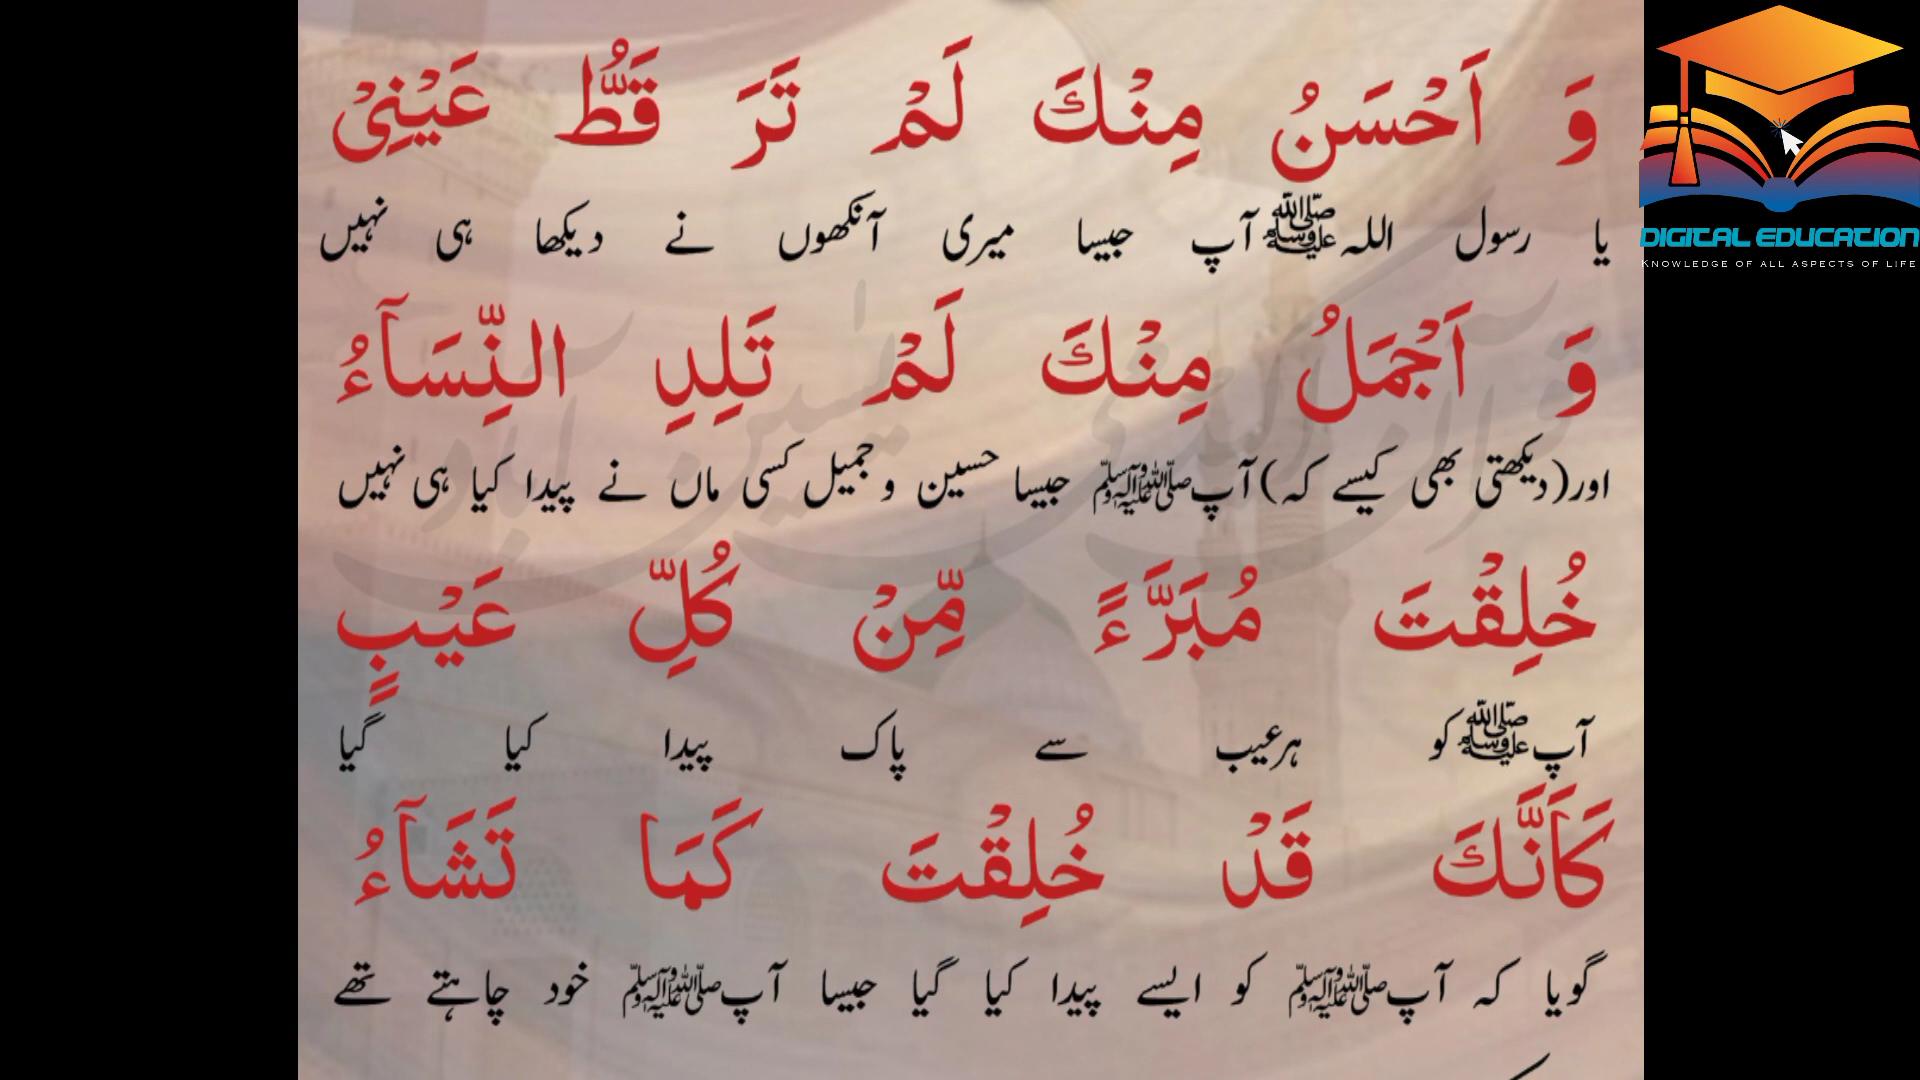 وَ اَحْسَنُ مِنْكَ لَمْ تَرَ قَطُّ عَيْنِیْ
یا رسول اللہ ﷺ آپ جیسا میری آنکھوں نے دیکھا ہی نہیں
وَ اَجْمَلُ مِنْكَ لَمْ تَلِدِ النِّسَآءُ
اور (دیکھتی بھی کیسے کہ) آپ ﷺ جیسا حسین و جمیل کسی ماں نے پیدا کیا ہی نہیں
خُلِقْتَ مُبَرَّءً مِّنْ كُلِّ عَيْبٍ
آپ ﷺ کو ہر عیب سے پاک پیدا کیا گیا
كَاَنَّكَ قَدْ خُلِقْتَ كَمَا تَشَآءُ
گویا کہ آپ ﷺ کو ایسے پیدا کیا گیا جیسا آپ ﷺ خود چاہتے تھے
DIGITAL EDUCATION
KNOWLEDGE OF ALL ASPECTS OF LIFE